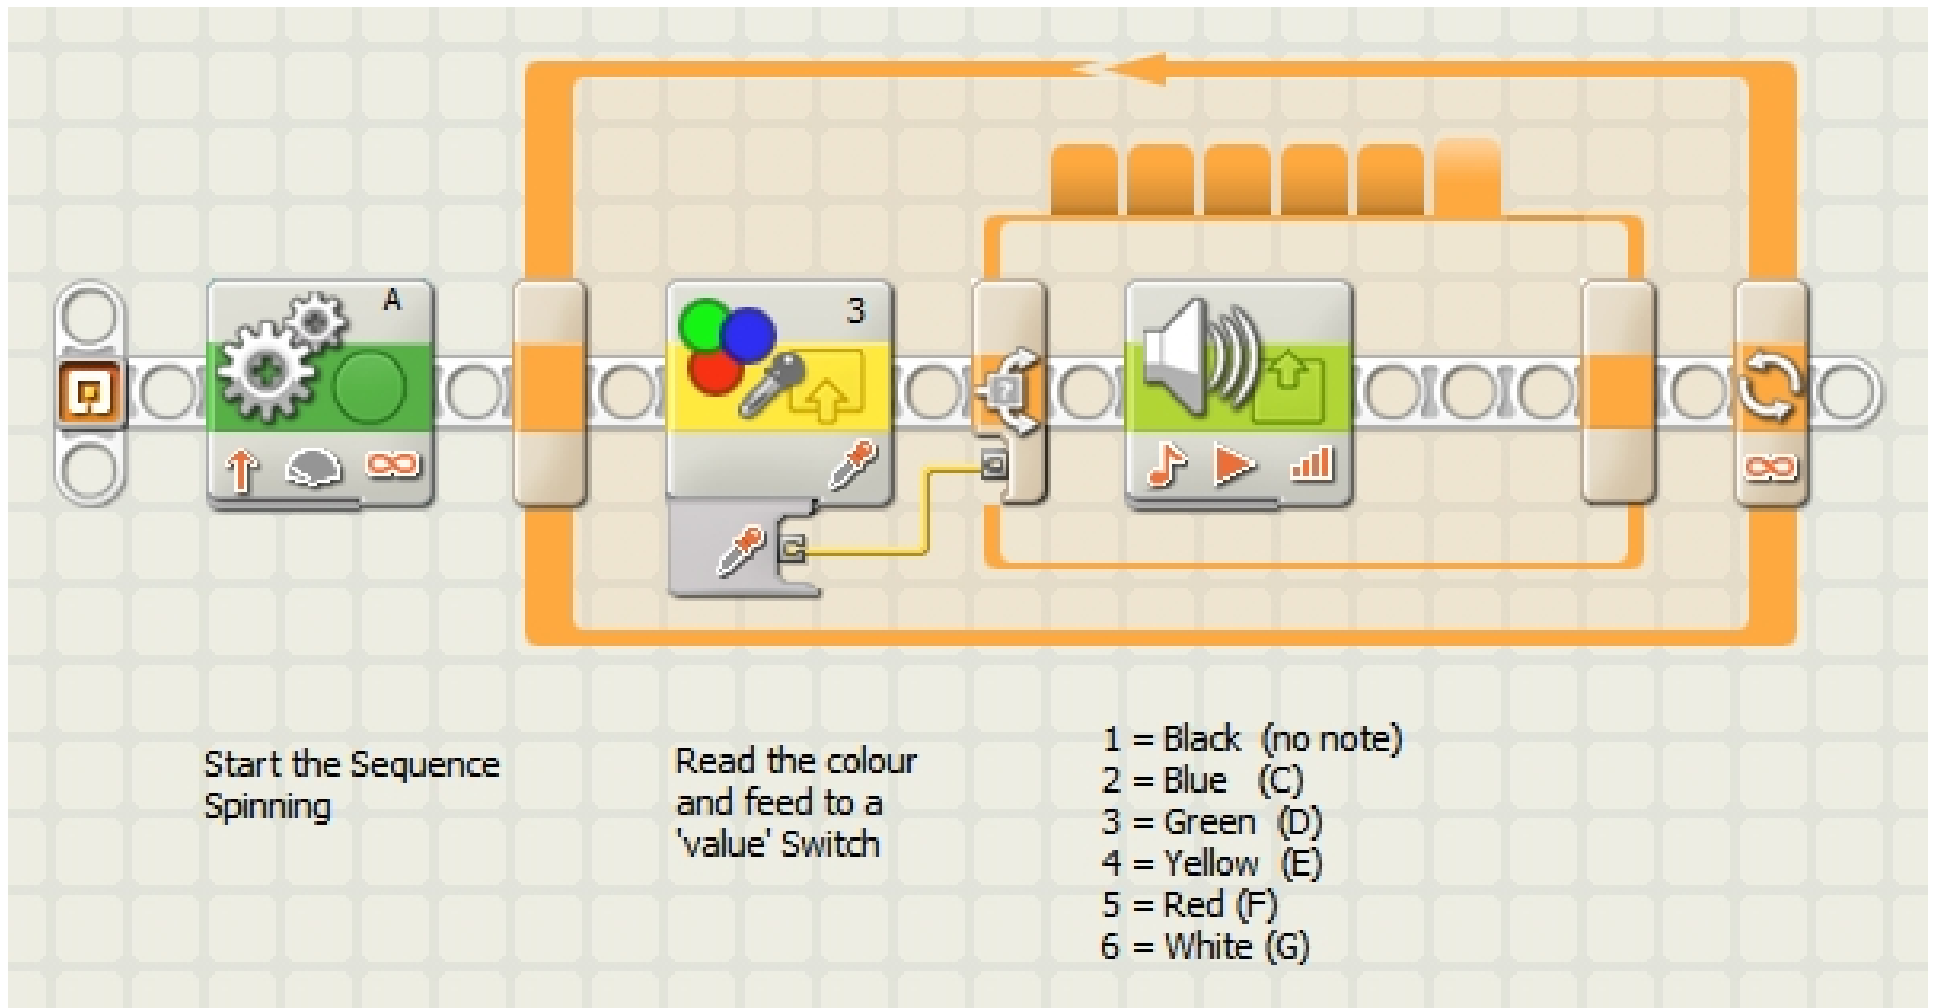 A
3
Start the Sequence
Spinning
Read the colour
and feed to a
'value' Switch
1 = Black (no note)
2 = Blue (C)
3 = Green (D)
4 = Yellow (E)
5 = Red (F)
6 = White (G)